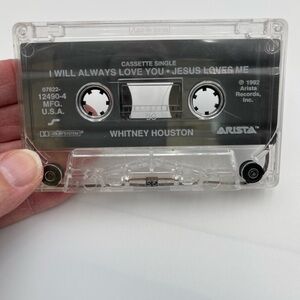 CASSETTE SINGLE
I WILL ALWAYS LOVE YOU • JESUS LOVES ME
07822-
12490-4
MFG.
U.S.A.
℗ 1992
Arista
Records,
Inc.
WHITNEY HOUSTON
ARISTA™